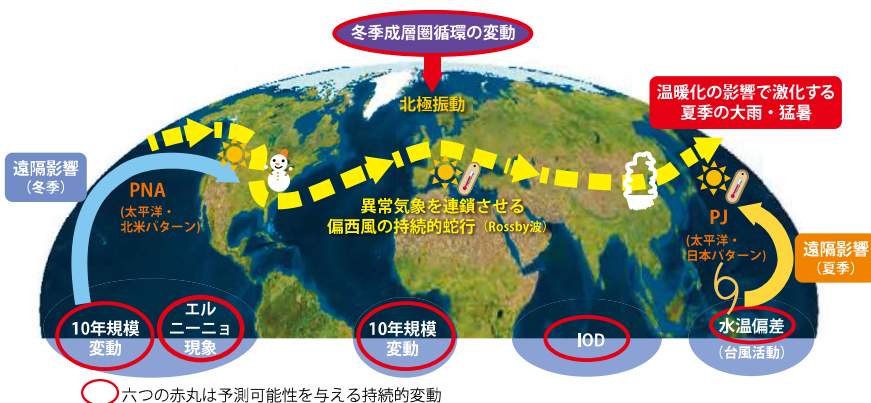 冬季成層圏循環の変動
北極振動
温暖化の影響で激化する
夏季の大雨・猛暑
遠隔影響
（冬季）
PNA
(太平洋・
北米パターン)
異常気象を連鎖させる
偏西風の持続的蛇行（Rossby波）
PJ
(太平洋・
日本パターン)
遠隔影響
（夏季）
10年規模
変動
エル
ニーニョ
現象
10年規模
変動
IOD
水温偏差
（台風活動）
六つの赤丸は予測可能性を与える持続的変動